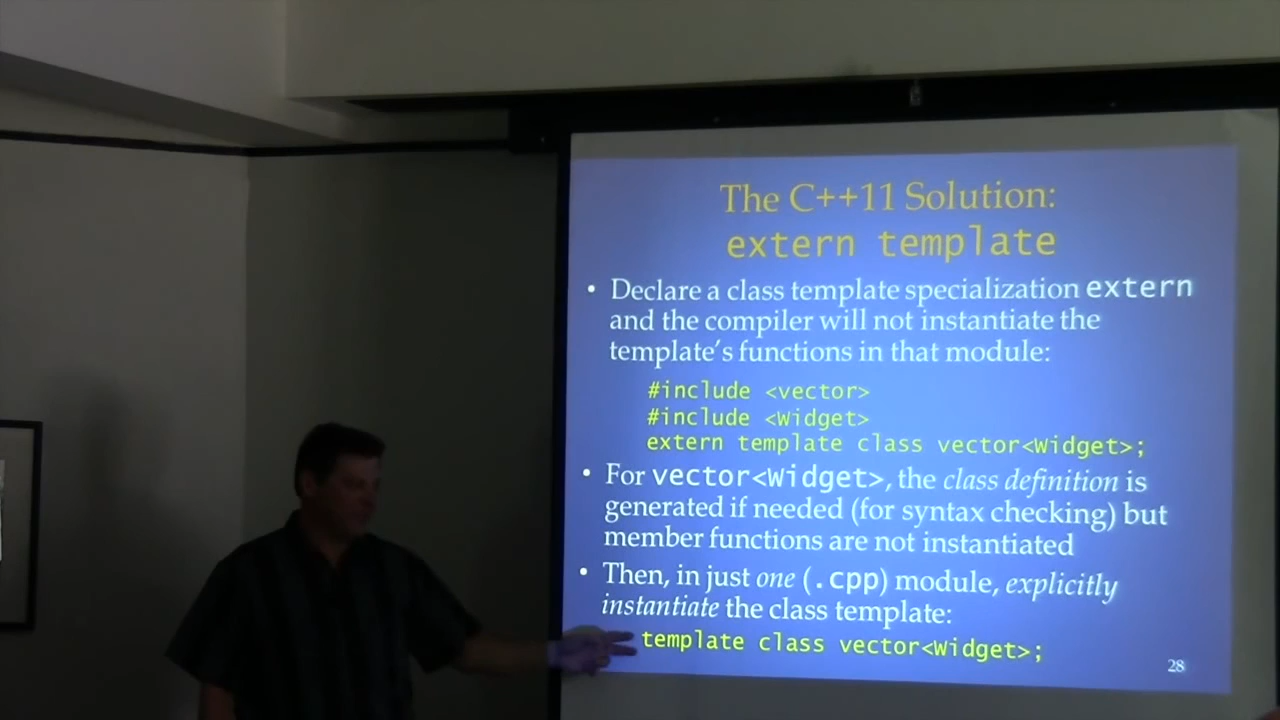 The C++11 Solution:
extern template
• Declare a class template specialization extern
and the compiler will not instantiate the
template's functions in that module:
#include <vector>
#include <Widget>
extern template class vector<Widget>;
• For vector<Widget>, the class definition is
generated if needed (for syntax checking) but
member functions are not instantiated
• Then, in just one (.cpp) module, explicitly
instantiate the class template:
template class vector<Widget>;
28